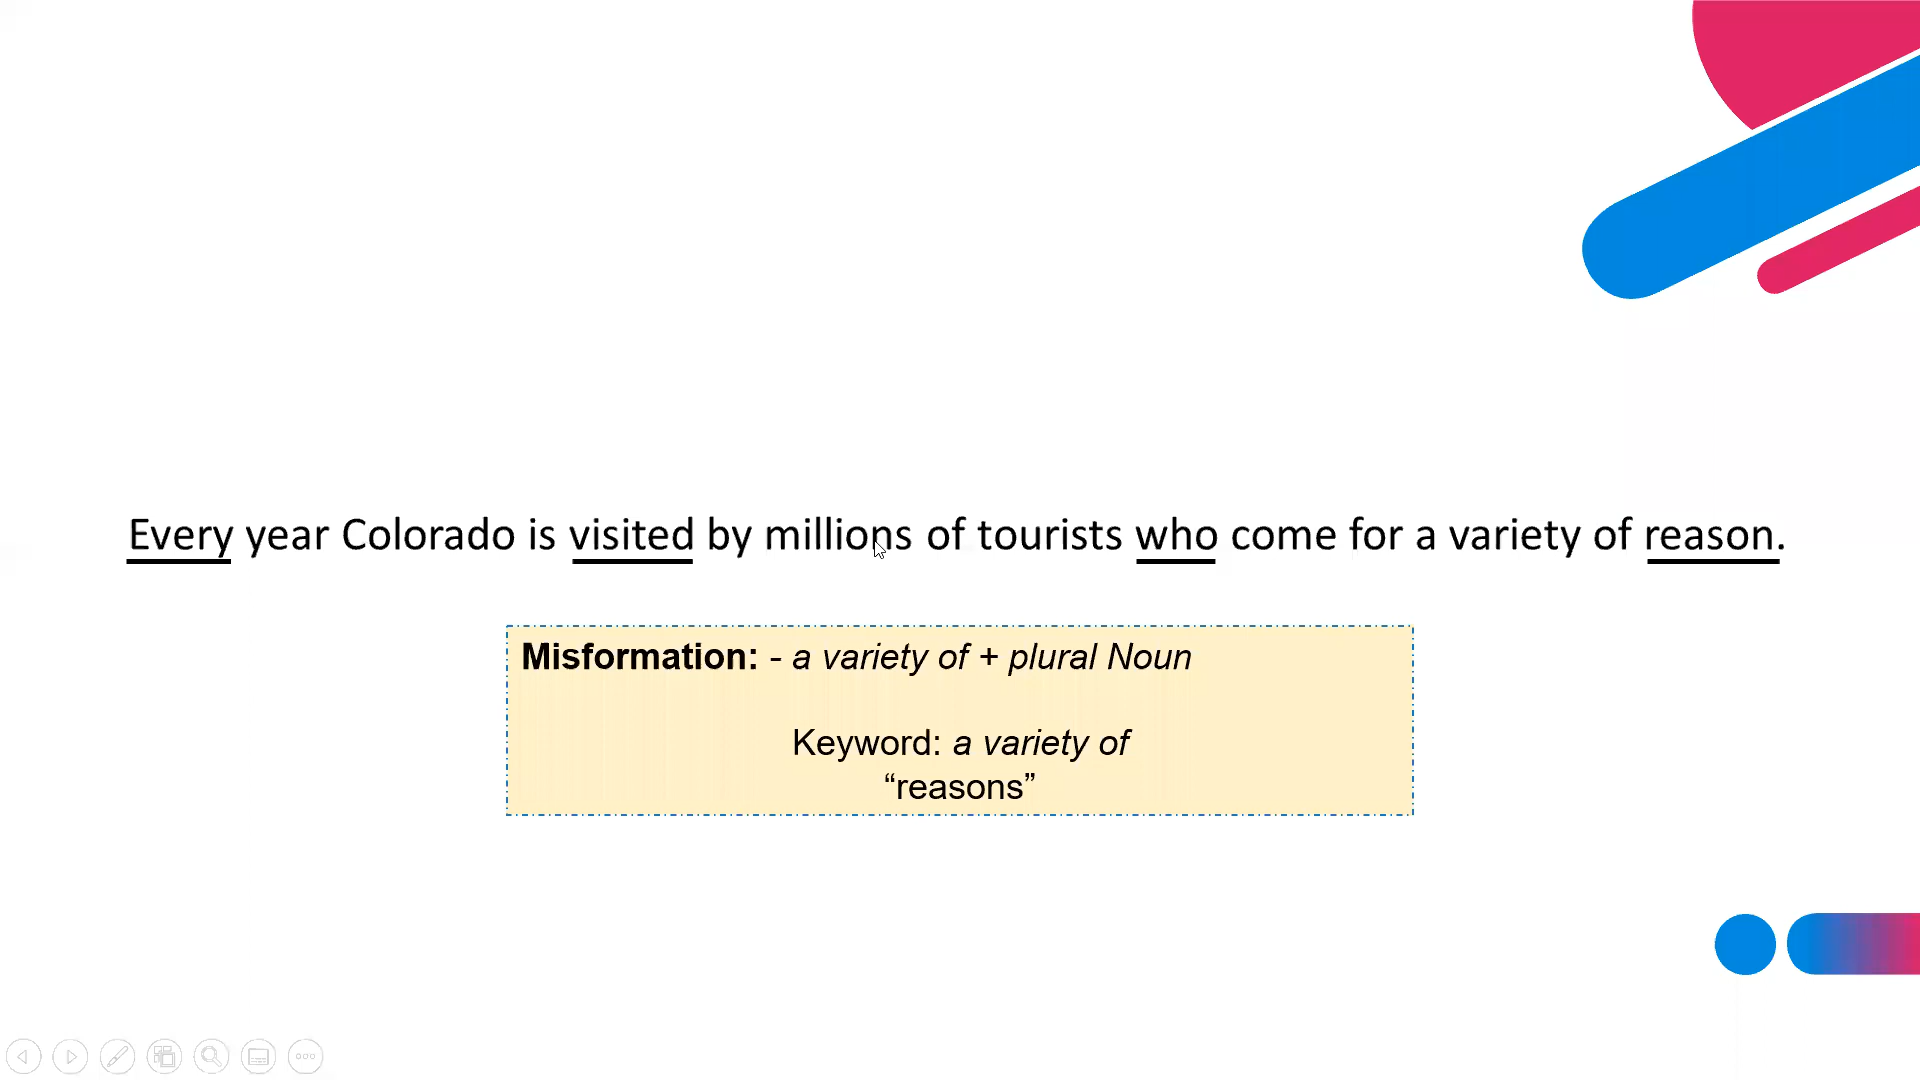 Every year Colorado is visited by millions of tourists who come for a variety of reason.
Misformation: - a variety of + plural Noun
Keyword: a variety of
“reasons”